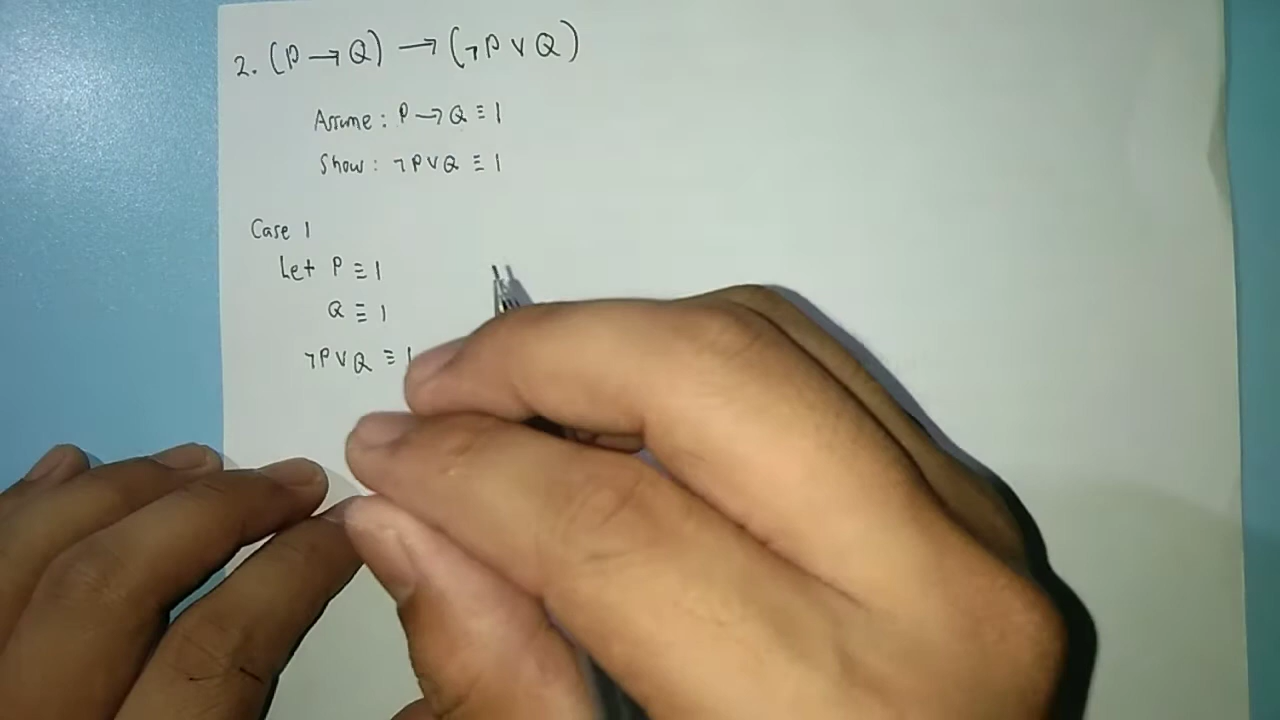 2. (P → Q) → (¬P ∨ Q)
Assume: P → Q ≡ 1
Show: ¬P ∨ Q ≡ 1
Case 1
Let P ≡ 1
Q ≡ 1
¬P ∨ Q ≡ 1